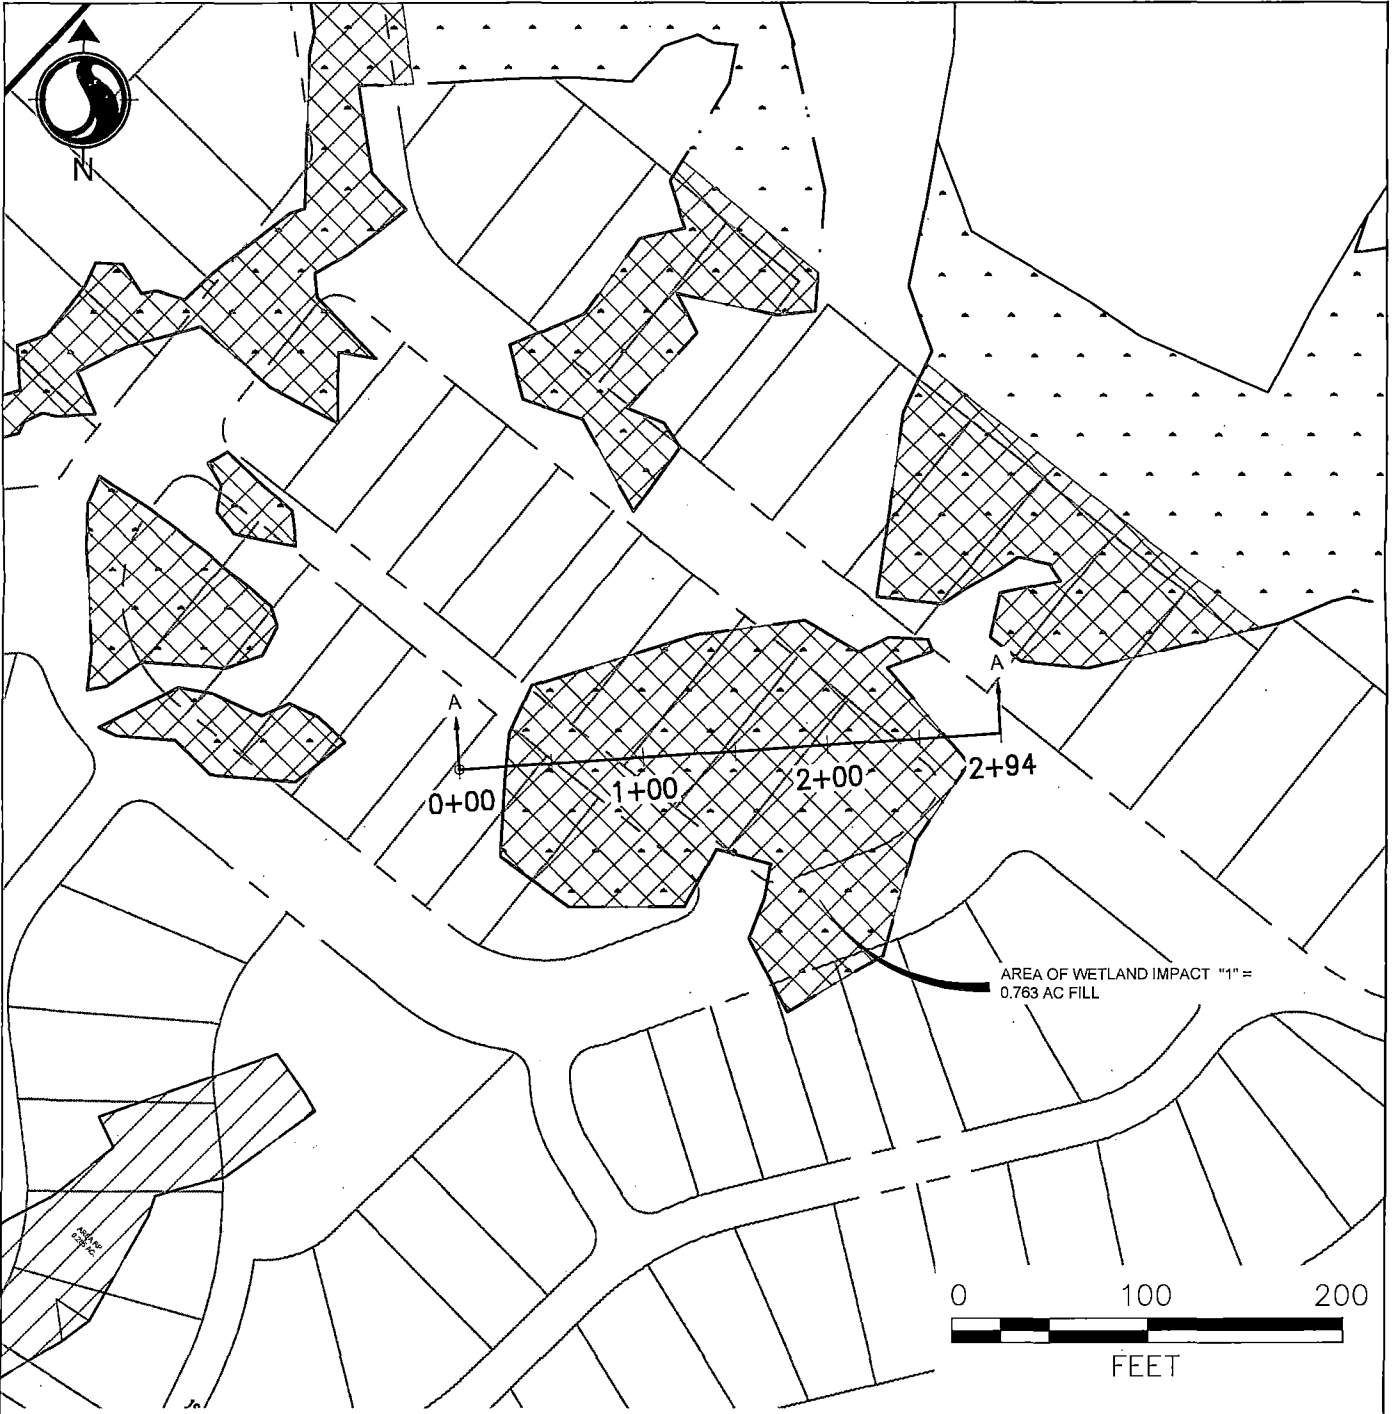 N
A
A
0+00
1+00
2+00
2+94
AREA OF WETLAND IMPACT "1" =
0.763 AC FILL
0 100 200
FEET